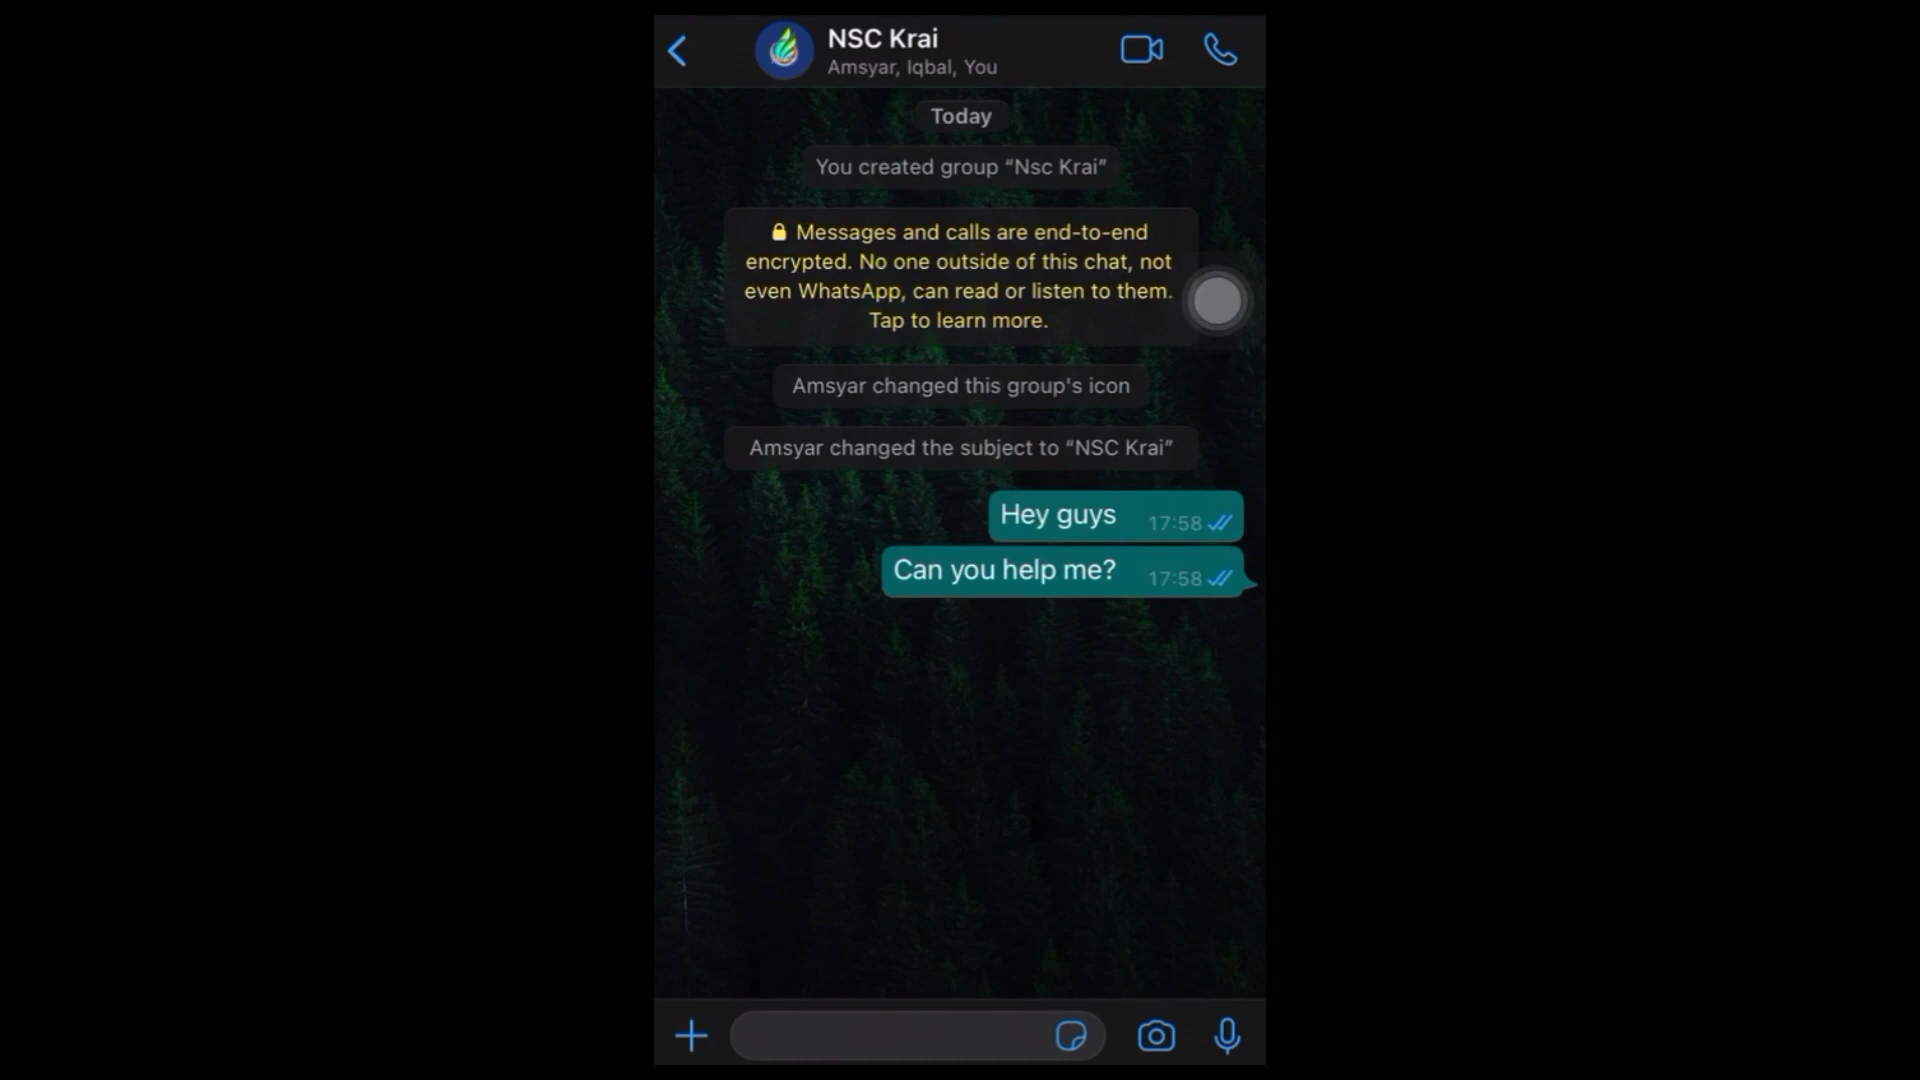 NSC Krai
Amsyar, Iqbal, You
Today
You created group “Nsc Krai”
Messages and calls are end-to-end
encrypted. No one outside of this chat, not
even WhatsApp, can read or listen to them.
Tap to learn more.
Amsyar changed this group's icon
Amsyar changed the subject to “NSC Krai”
Hey guys 17:58
Can you help me? 17:58